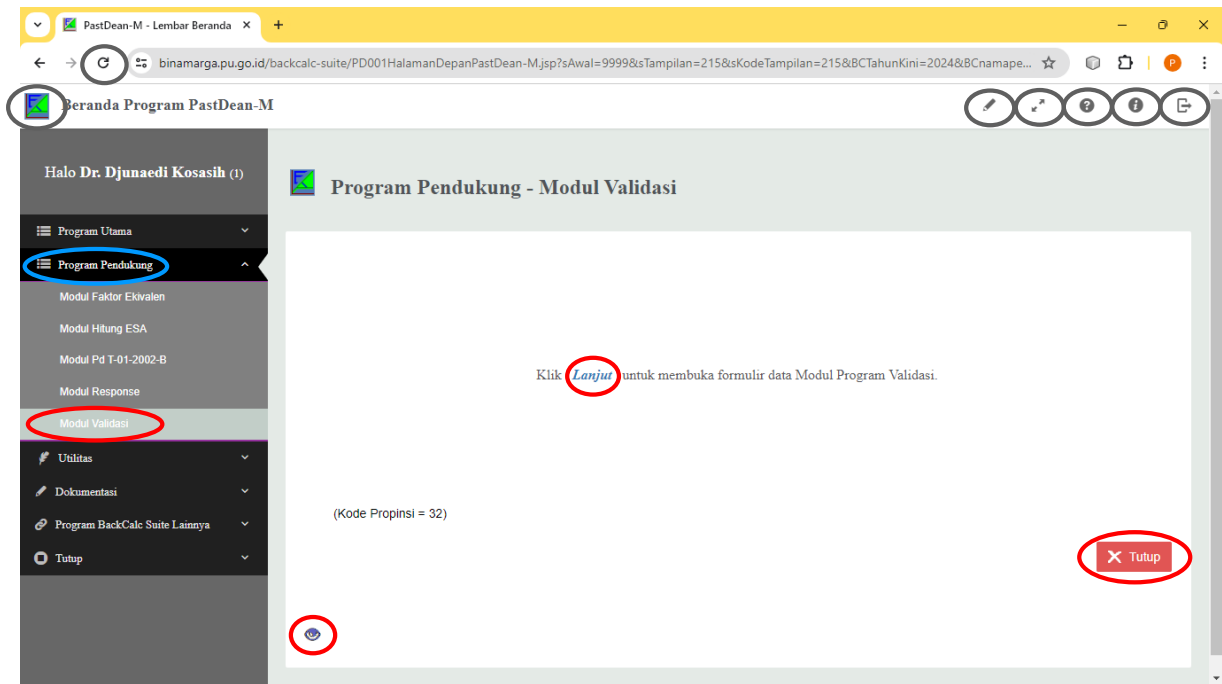 PastDean-M - Lembar Beranda
binamarga.pu.go.id/backcalc-suite/PD001HalamanDepanPastDean-M.jsp?sAwal=9999&sTampilan=215&sKodeTampilan=215&BCTahunKini=2024&BCnamape...
P
Beranda Program PastDean-M
Halo Dr. Djunaedi Kosasih (1)
Program Pendukung - Modul Validasi
Program Utama
Program Pendukung
Modul Faktor Ekivalen
Modul Hitung ESA
Modul Pd T-01-2002-B
Modul Response
Modul Validasi
Utilitas
Dokumentasi
Program BackCalc Suite Lainnya
Tutup
Klik Lanjut untuk membuka formulir data Modul Program Validasi.
(Kode Propinsi = 32)
Tutup